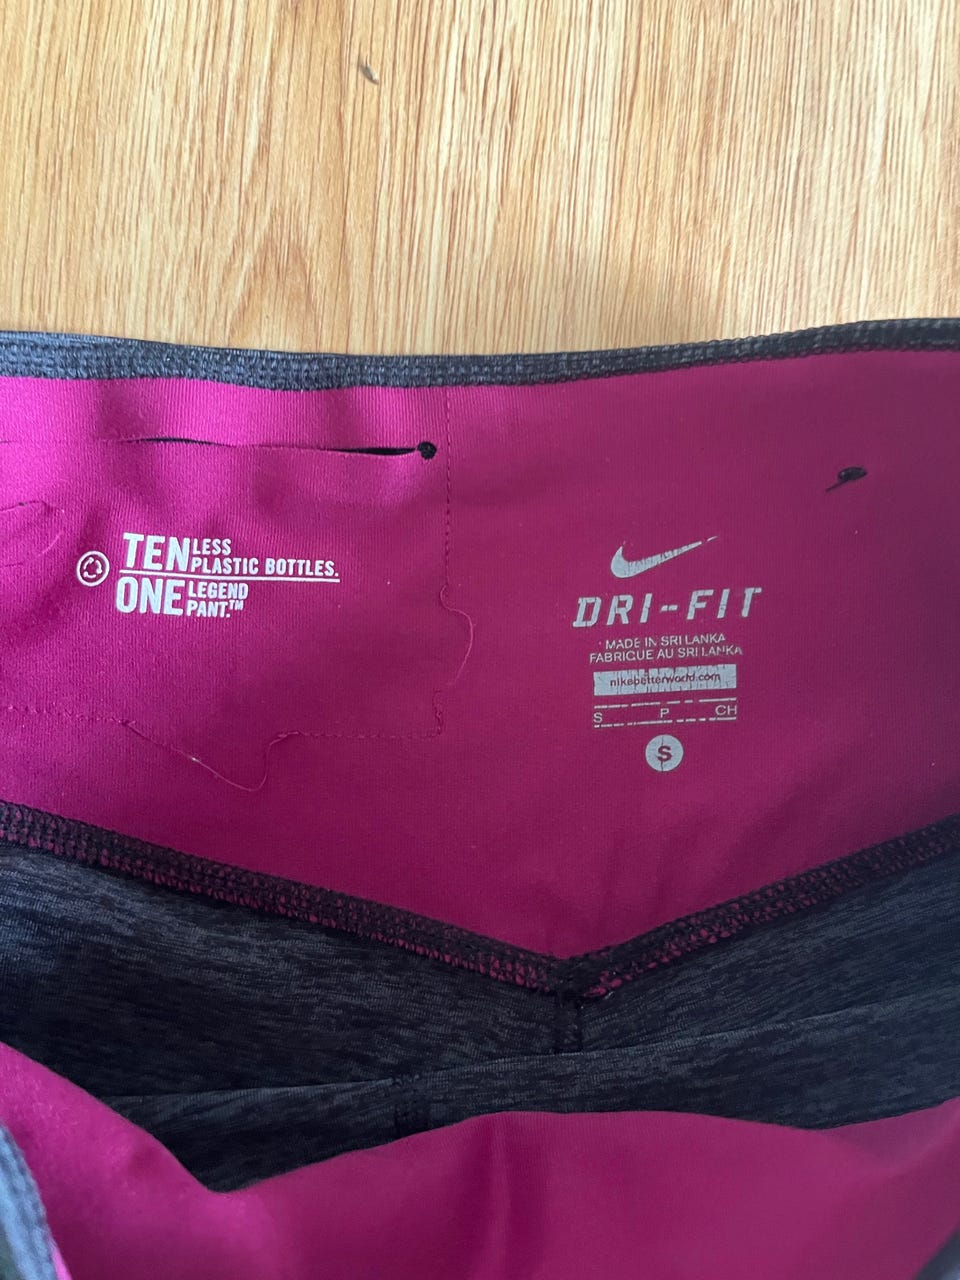 TEN LESS
PLASTIC BOTTLES.
ONE LEGEND
PANT.™
DRI-FIT
MADE IN SRI LANKA
FABRIQUE AU SRI LANKA
nikebetterworld.com
S P CH
S